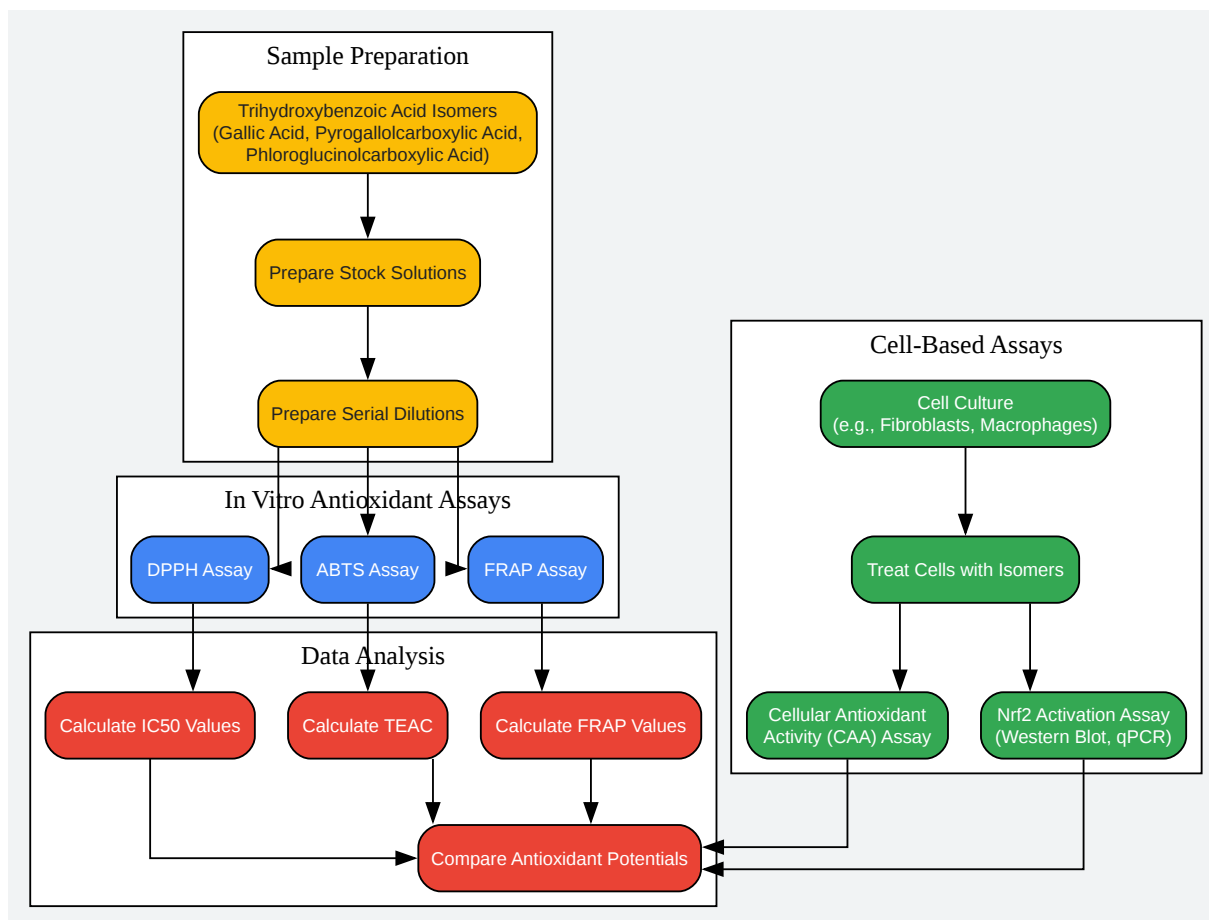 Sample Preparation
Trihydroxybenzoic Acid Isomers
(Gallic Acid, Pyrogallolcarboxylic Acid,
Phloroglucinolcarboxylic Acid)
Prepare Stock Solutions
Prepare Serial Dilutions
In Vitro Antioxidant Assays
DPPH Assay
ABTS Assay
FRAP Assay
Data Analysis
Calculate IC50 Values
Calculate TEAC
Calculate FRAP Values
Compare Antioxidant Potentials
Cell-Based Assays
Cell Culture
(e.g., Fibroblasts, Macrophages)
Treat Cells with Isomers
Cellular Antioxidant
Activity (CAA) Assay
Nrf2 Activation Assay
(Western Blot, qPCR)